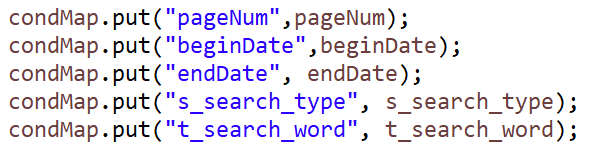 condMap.put("pageNum",pageNum);
condMap.put("beginDate",beginDate);
condMap.put("endDate", endDate);
condMap.put("s_search_type", s_search_type);
condMap.put("t_search_word", t_search_word);